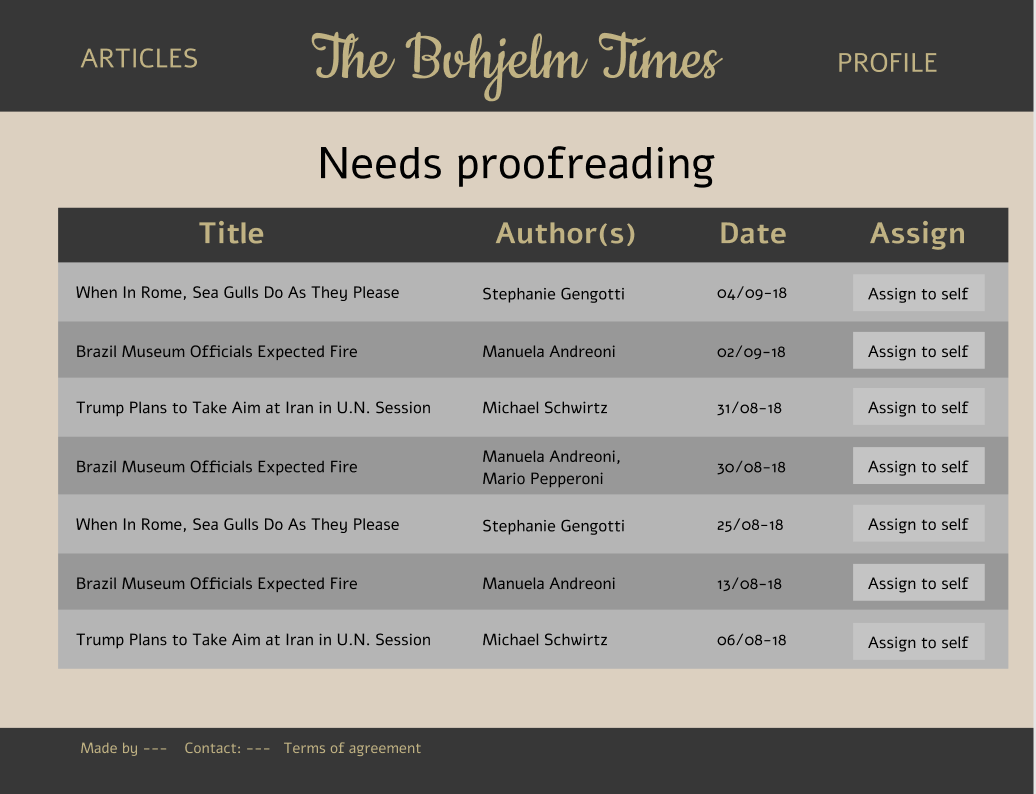 ARTICLES The Bohjelm Times PROFILE
Needs proofreading
Title Author(s) Date Assign
When In Rome, Sea Gulls Do As They Please Stephanie Gengotti 04/09-18 Assign to self
Brazil Museum Officials Expected Fire Manuela Andreoni 02/09-18 Assign to self
Trump Plans to Take Aim at Iran in U.N. Session Michael Schwirtz 31/08-18 Assign to self
Brazil Museum Officials Expected Fire Manuela Andreoni, 30/08-18 Assign to self
Mario Pepperoni
When In Rome, Sea Gulls Do As They Please Stephanie Gengotti 25/08-18 Assign to self
Brazil Museum Officials Expected Fire Manuela Andreoni 13/08-18 Assign to self
Trump Plans to Take Aim at Iran in U.N. Session Michael Schwirtz 06/08-18 Assign to self
Made by --- Contact: --- Terms of agreement